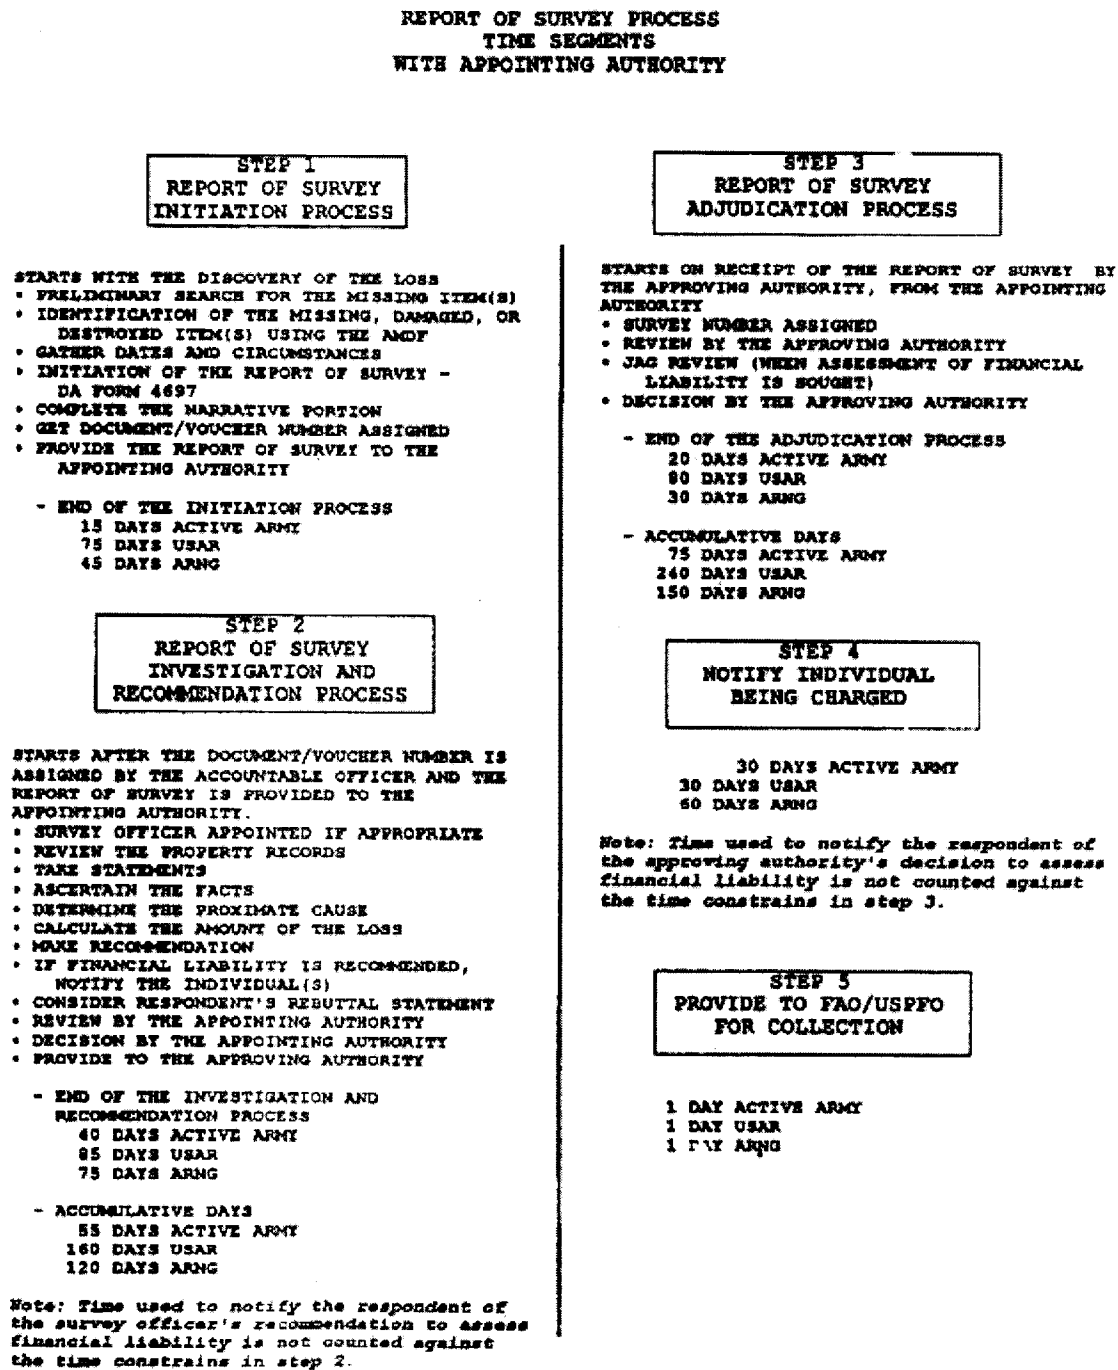 REPORT OF SURVEY PROCESS
TIME SEGMENTS
WITH APPOINTING AUTHORITY
STEP 1
REPORT OF SURVEY
INITIATION PROCESS
STARTS WITH THE DISCOVERY OF THE LOSS
• PRELIMINARY SEARCH FOR THE MISSING ITEM(S)
• IDENTIFICATION OF THE MISSING, DAMAGED, OR
DESTROYED ITEM(S) USING THE AMDF
• GATHER DATES AND CIRCUMSTANCES
• INITIATION OF THE REPORT OF SURVEY -
DA FORM 4697
• COMPLETE THE NARRATIVE PORTION
• GET DOCUMENT/VOUCHER NUMBER ASSIGNED
• PROVIDE THE REPORT OF SURVEY TO THE
APPOINTING AUTHORITY
- END OF THE INITIATION PROCESS
15 DAYS ACTIVE ARMY
75 DAYS USAR
45 DAYS ARNG
STEP 2
REPORT OF SURVEY
INVESTIGATION AND
RECOMMENDATION PROCESS
STARTS AFTER THE DOCUMENT/VOUCHER NUMBER IS
ASSIGNED BY THE ACCOUNTABLE OFFICER AND THE
REPORT OF SURVEY IS PROVIDED TO THE
APPOINTING AUTHORITY.
• SURVEY OFFICER APPOINTED IF APPROPRIATE
• REVIEW THE PROPERTY RECORDS
• TAKE STATEMENTS
• ASCERTAIN THE FACTS
• DETERMINE THE PROXIMATE CAUSE
• CALCULATE THE AMOUNT OF THE LOSS
• MAKE RECOMMENDATION
• IF FINANCIAL LIABILITY IS RECOMMENDED,
NOTIFY THE INDIVIDUAL(S)
• CONSIDER RESPONDENT'S REBUTTAL STATEMENT
• REVIEW BY THE APPOINTING AUTHORITY
• DECISION BY THE APPOINTING AUTHORITY
• PROVIDE TO THE APPROVING AUTHORITY
- END OF THE INVESTIGATION AND
RECOMMENDATION PROCESS
40 DAYS ACTIVE ARMY
85 DAYS USAR
75 DAYS ARNG
- ACCUMULATIVE DAYS
55 DAYS ACTIVE ARMY
160 DAYS USAR
120 DAYS ARNG
Note: Time used to notify the respondent of
the survey officer's recommendation to assess
financial liability is not counted against
the time constrains in step 2.
STEP 3
REPORT OF SURVEY
ADJUDICATION PROCESS
STARTS ON RECEIPT OF THE REPORT OF SURVEY BY
THE APPROVING AUTHORITY, FROM THE APPOINTING
AUTHORITY
• SURVEY NUMBER ASSIGNED
• REVIEW BY THE APPROVING AUTHORITY
• JAG REVIEW (WHEN ASSESSMENT OF FINANCIAL
LIABILITY IS SOUGHT)
• DECISION BY THE APPROVING AUTHORITY
- END OF THE ADJUDICATION PROCESS
20 DAYS ACTIVE ARMY
80 DAYS USAR
30 DAYS ARNG
- ACCUMULATIVE DAYS
75 DAYS ACTIVE ARMY
240 DAYS USAR
150 DAYS ARNG
STEP 4
NOTIFY INDIVIDUAL
BEING CHARGED
30 DAYS ACTIVE ARMY
30 DAYS USAR
60 DAYS ARNG
Note: Time used to notify the respondent of
the approving authority's decision to assess
financial liability is not counted against
the time constrains in step 3.
STEP 5
PROVIDE TO FAO/USPFO
FOR COLLECTION
1 DAY ACTIVE ARMY
1 DAY USAR
1 DAY ARNG